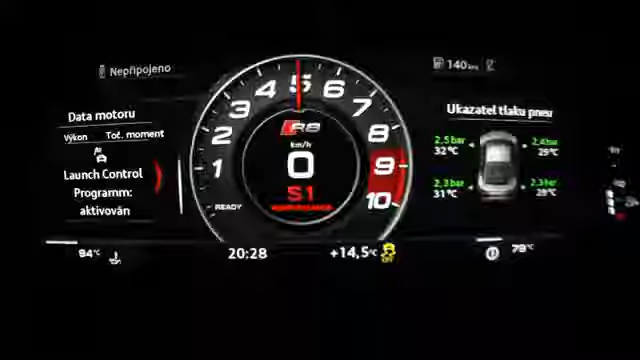 Nepřipojeno
140 km
Data motoru
Výkon Toč. moment
Launch Control
Programm:
aktivován
1 2 3 4 5 6 7 8 9 10
R8
km/h
0
S1
READY
Ukazatel tlaku pneu
2,5 bar 2,4 bar
32°C 29°C
2,3 bar 2,3 bar
31°C 29°C
94°C
20:28
+14,5°C
OFF
79°C